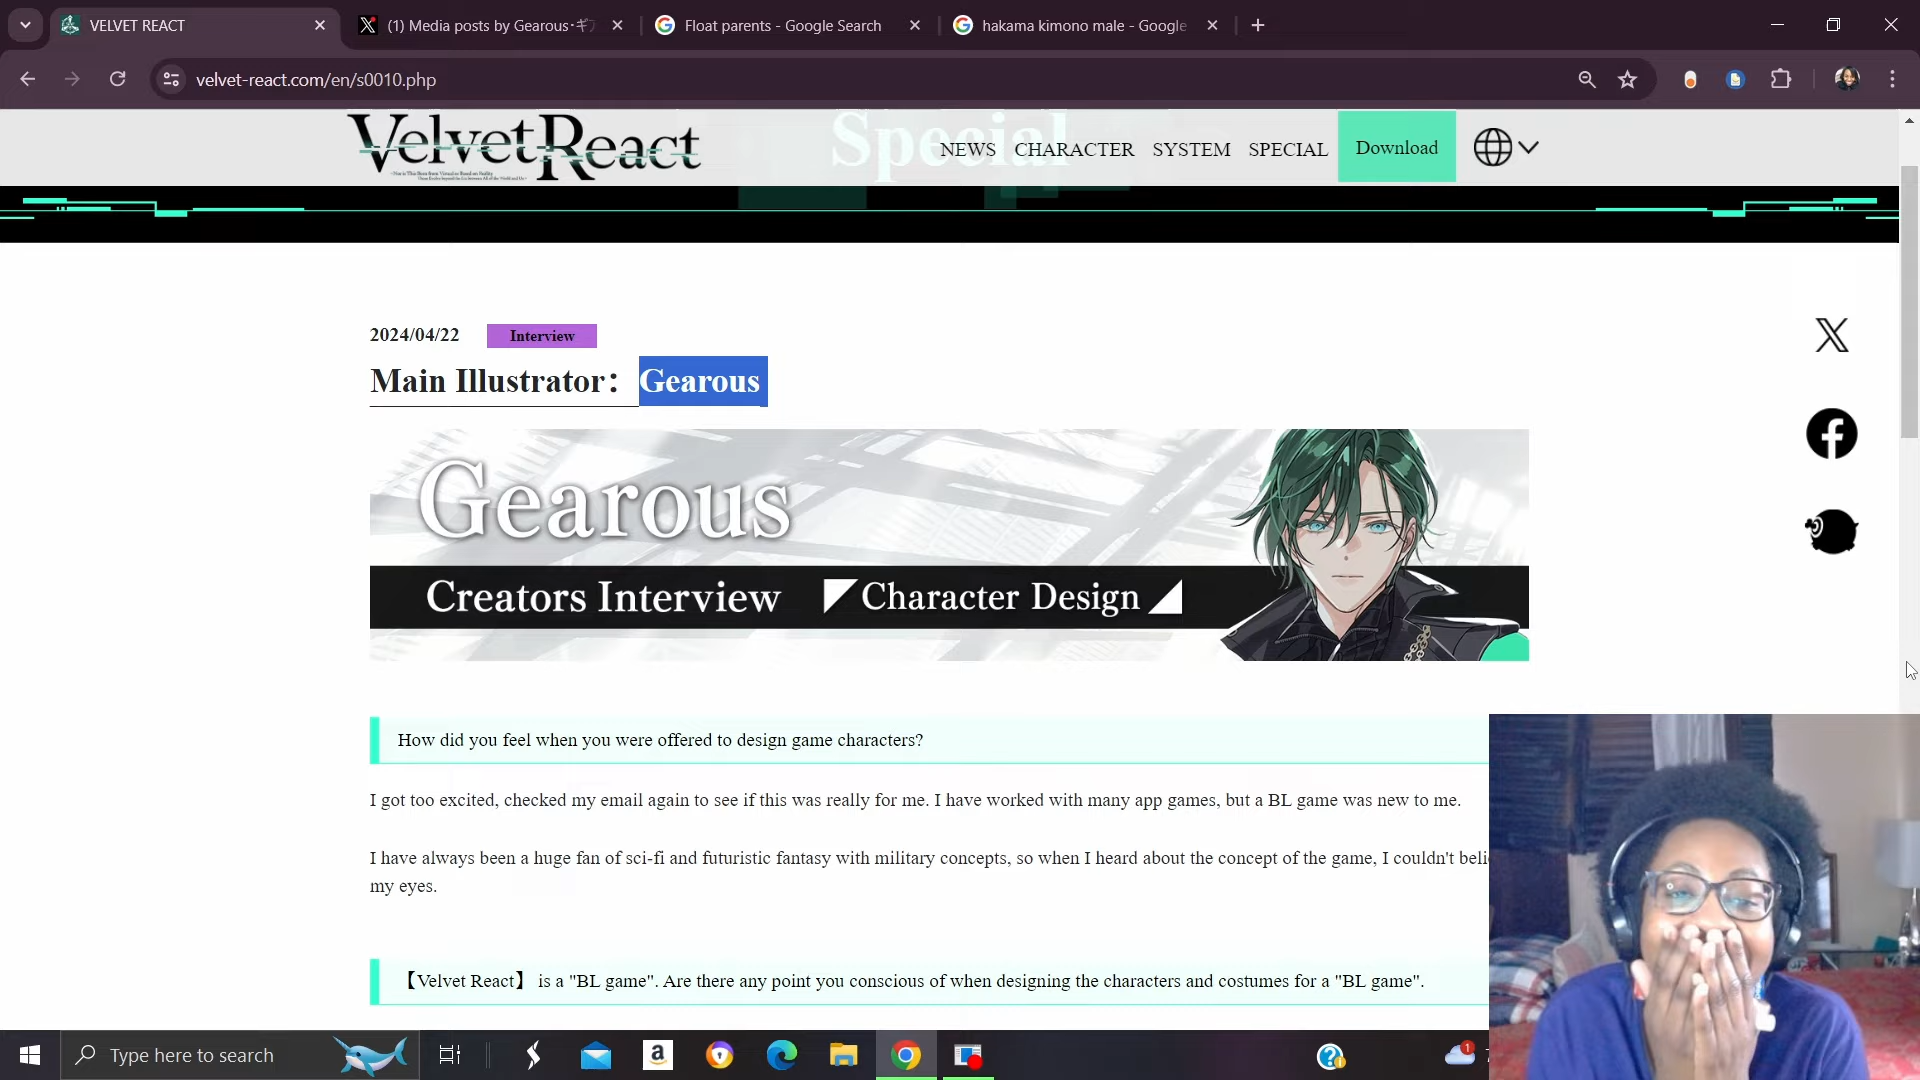 VELVET REACT
(1) Media posts by Gearous・ギア
Float parents - Google Search
hakama kimono male - Google
velvet-react.com/en/s0010.php
VelvetReact
Special
NEWS CHARACTER SYSTEM SPECIAL Download
2024/04/22 Interview
Main Illustrator： Gearous
Gearous
Creators Interview ◤Character Design◢
How did you feel when you were offered to design game characters?
I got too excited, checked my email again to see if this was really for me. I have worked with many app games, but a BL game was new to me.
I have always been a huge fan of sci-fi and futuristic fantasy with military concepts, so when I heard about the concept of the game, I couldn't beli
my eyes.
【Velvet React】 is a "BL game". Are there any point you conscious of when designing the characters and costumes for a "BL game".
Type here to search
1